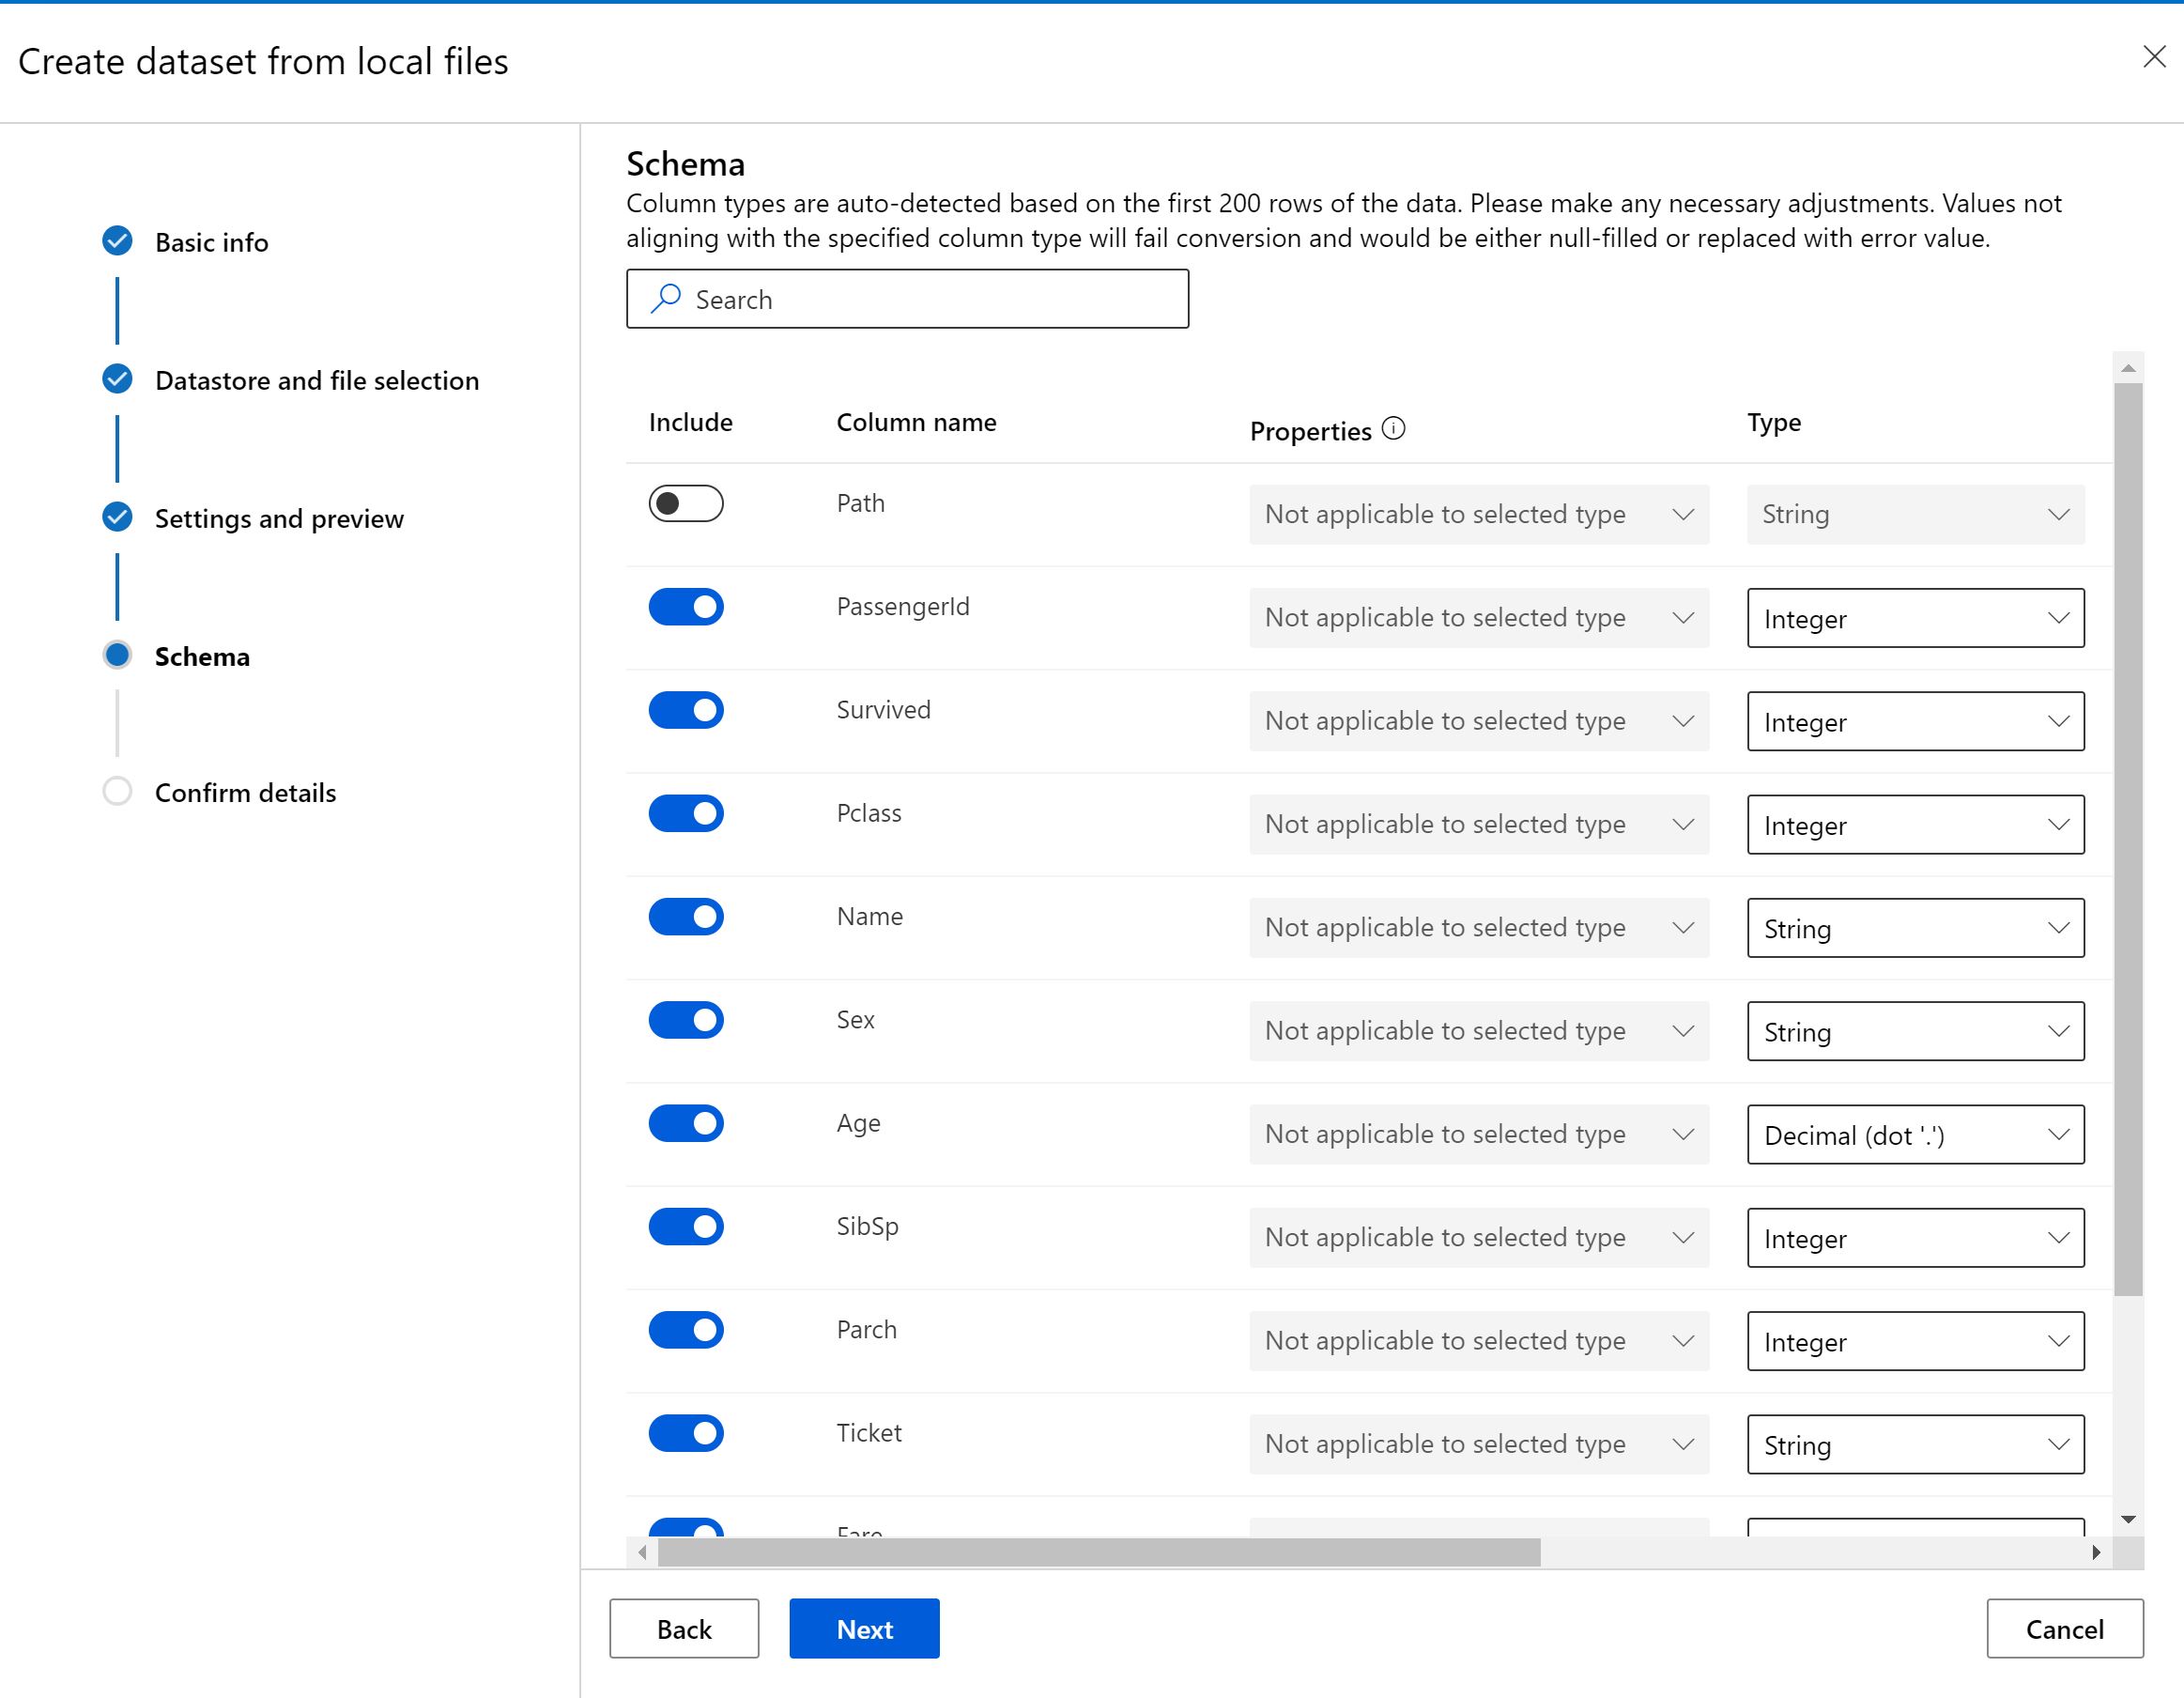 Create dataset from local files
Basic info
Datastore and file selection
Settings and preview
Schema
Confirm details
Schema
Column types are auto-detected based on the first 200 rows of the data. Please make any necessary adjustments. Values not
aligning with the specified column type will fail conversion and would be either null-filled or replaced with error value.
Search
Include Column name Properties Type
Path Not applicable to selected type String
PassengerId Not applicable to selected type Integer
Survived Not applicable to selected type Integer
Pclass Not applicable to selected type Integer
Name Not applicable to selected type String
Sex Not applicable to selected type String
Age Not applicable to selected type Decimal (dot '.')
SibSp Not applicable to selected type Integer
Parch Not applicable to selected type Integer
Ticket Not applicable to selected type String
Fare
Back Next Cancel